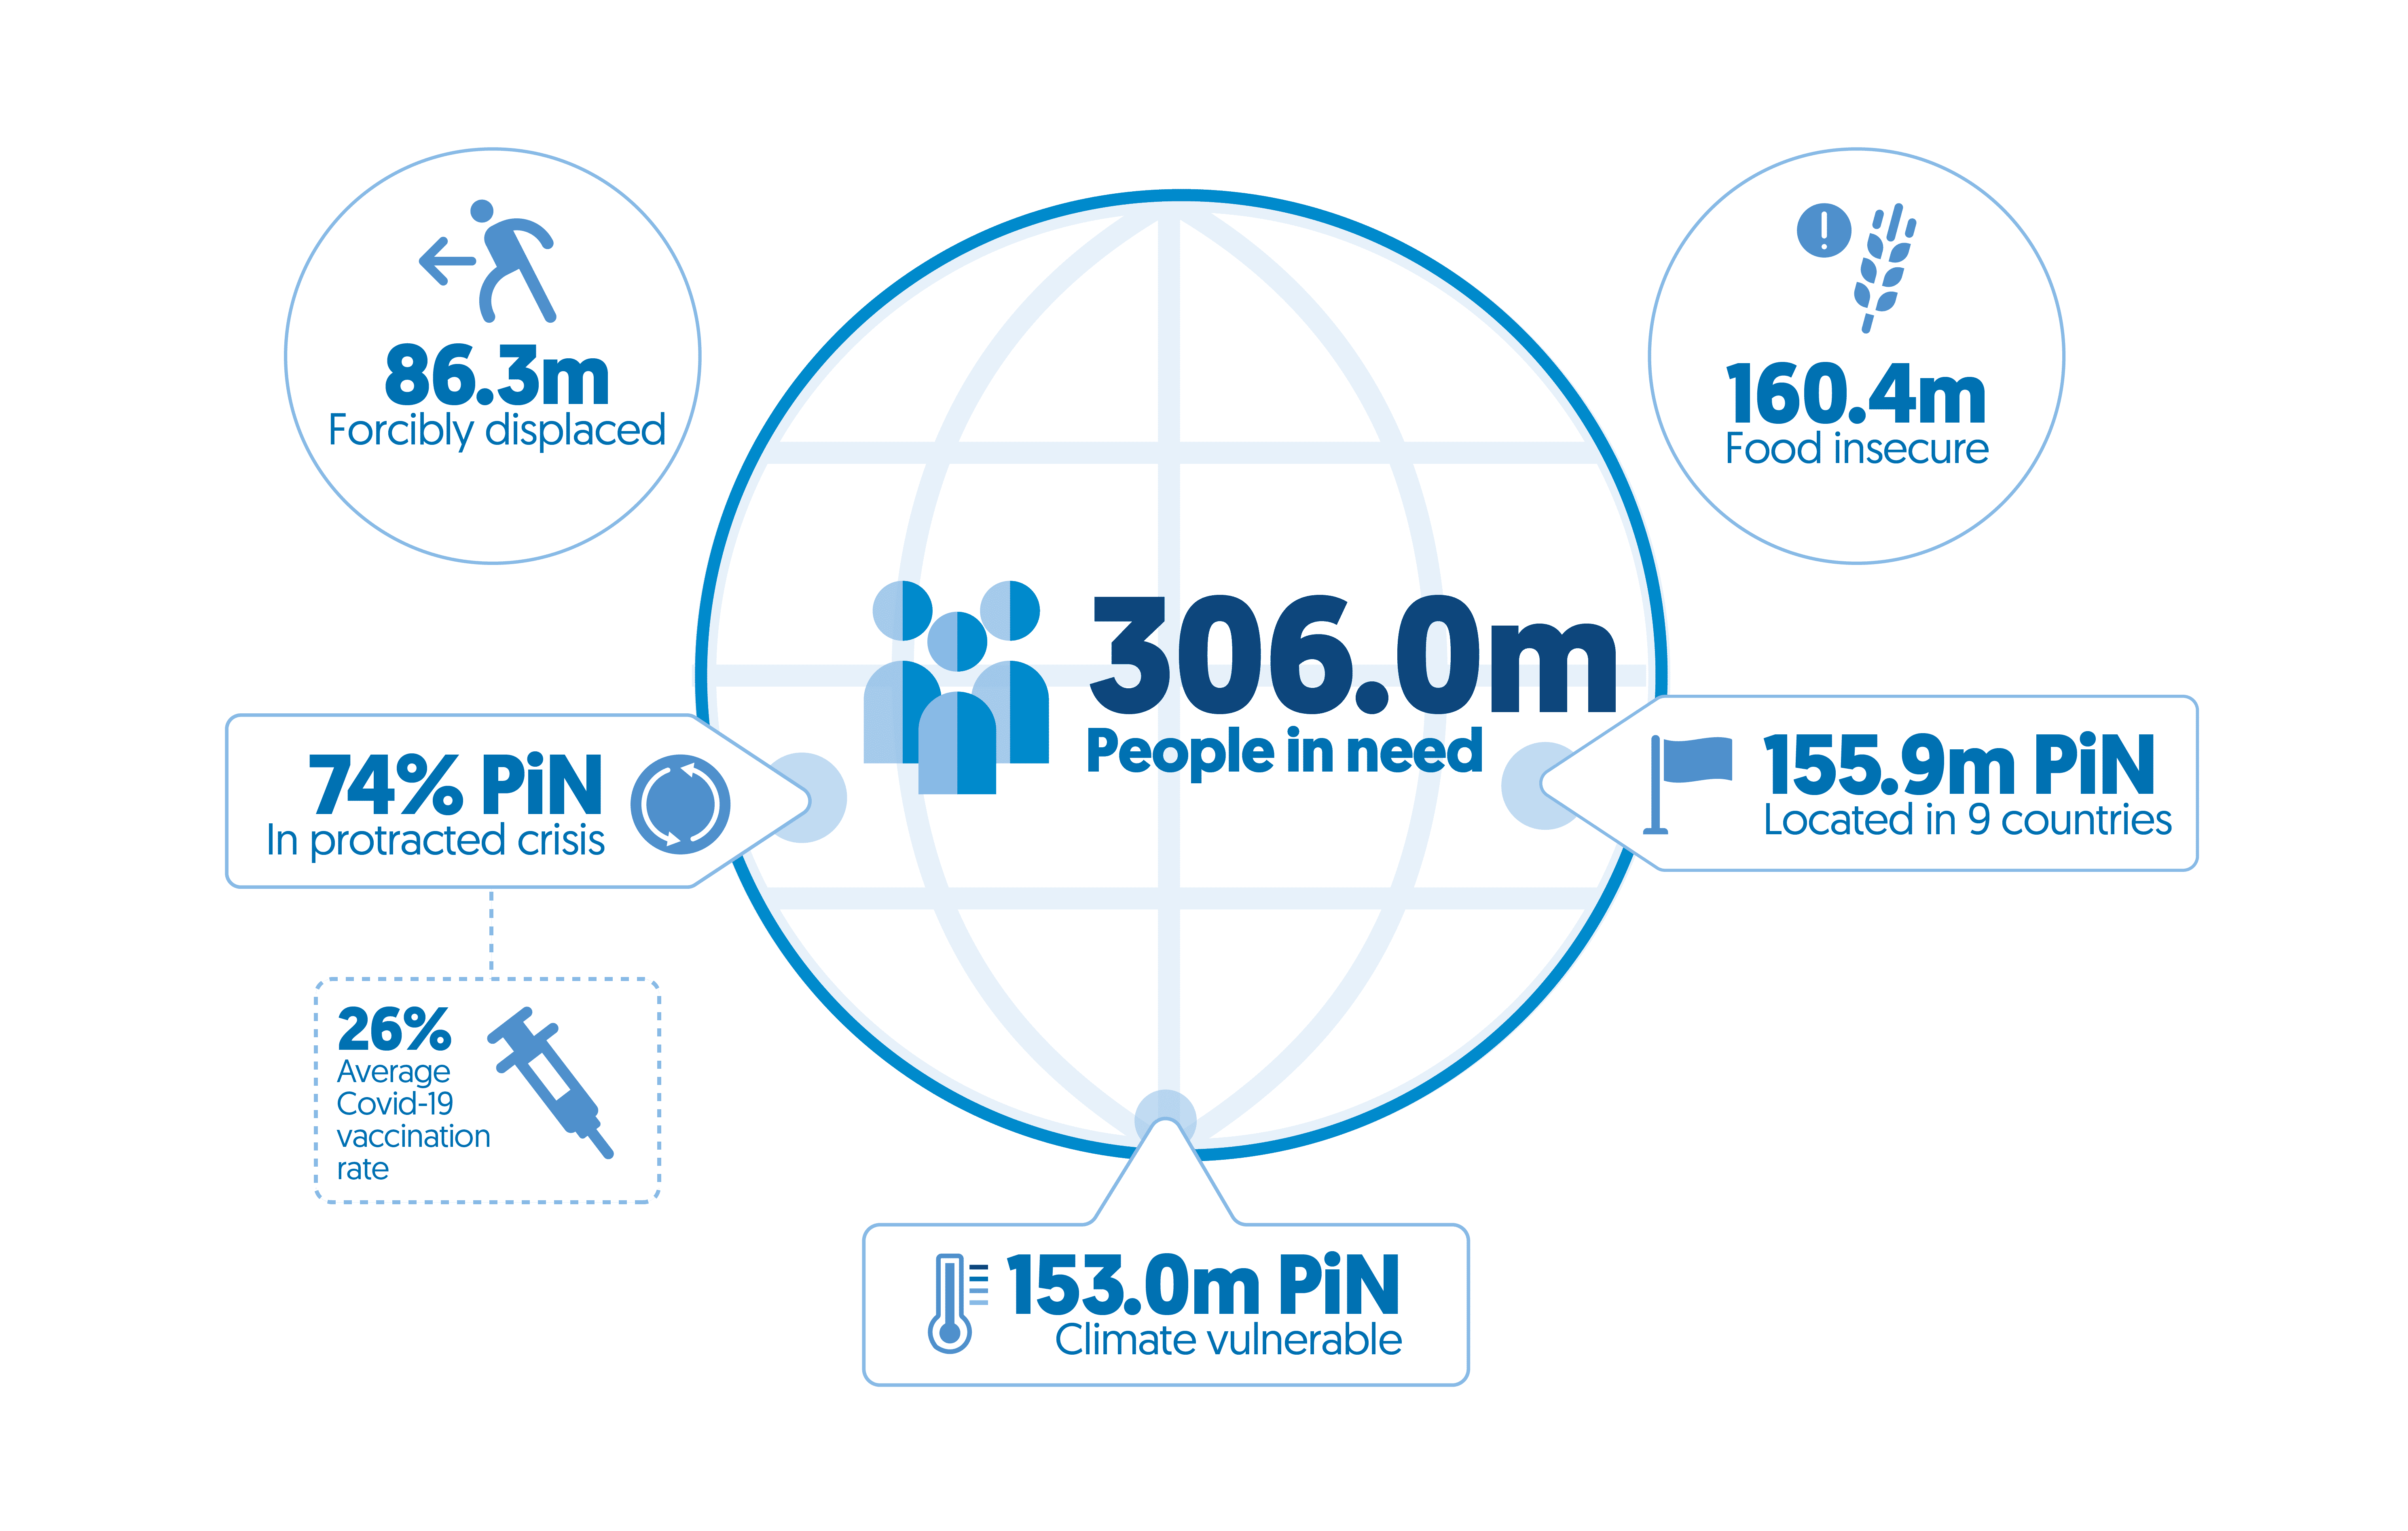 86.3m
Forcibly displaced
!
160.4m
Food insecure
306.0m
People in need
74% PiN
In protracted crisis
155.9m PiN
Located in 9 countries
26%
Average
Covid-19
vaccination
rate
153.0m PiN
Climate vulnerable